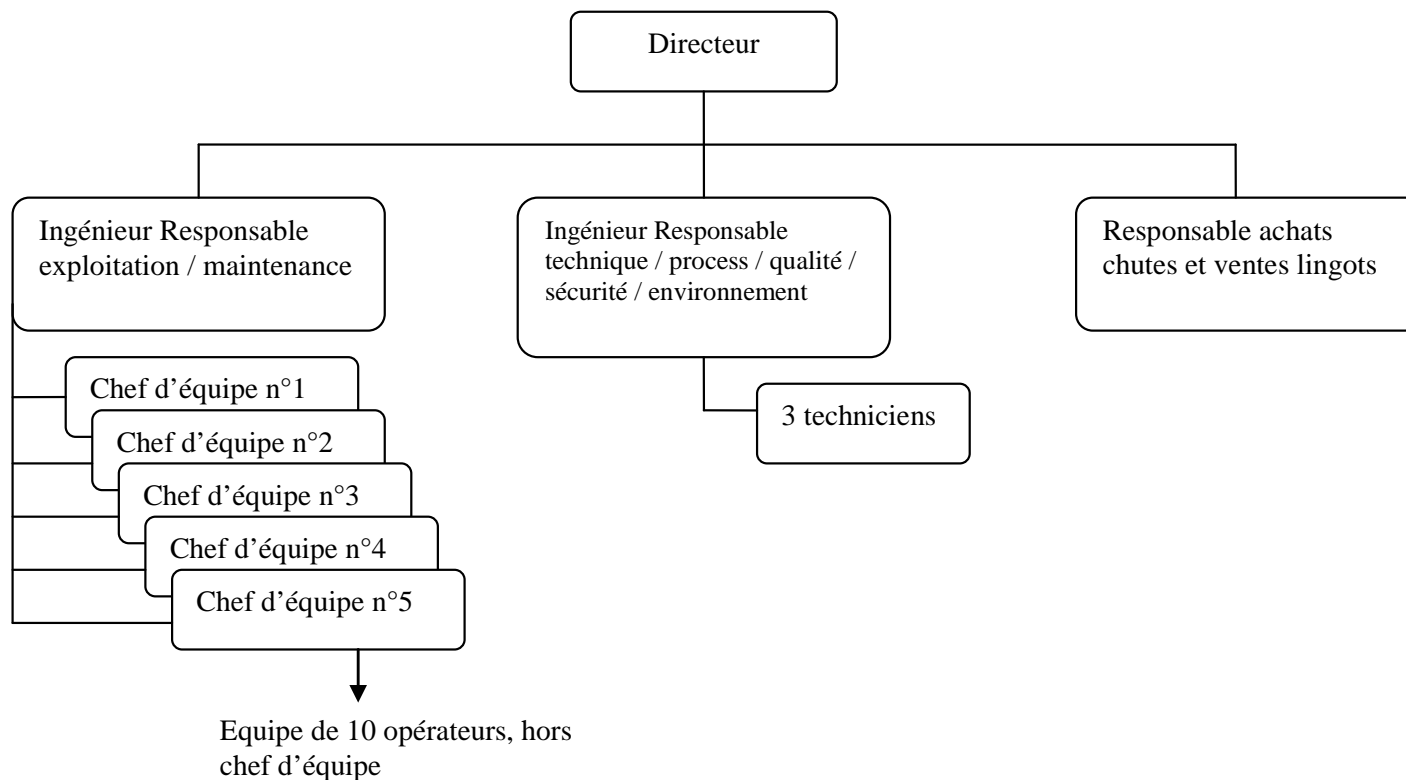 Directeur
Ingénieur Responsable
exploitation / maintenance
Ingénieur Responsable
technique / process / qualité /
sécurité / environnement
Responsable achats
chutes et ventes lingots
Chef d’équipe n°1
Chef d’équipe n°2
Chef d’équipe n°3
Chef d’équipe n°4
Chef d’équipe n°5
3 techniciens
Equipe de 10 opérateurs, hors
chef d’équipe